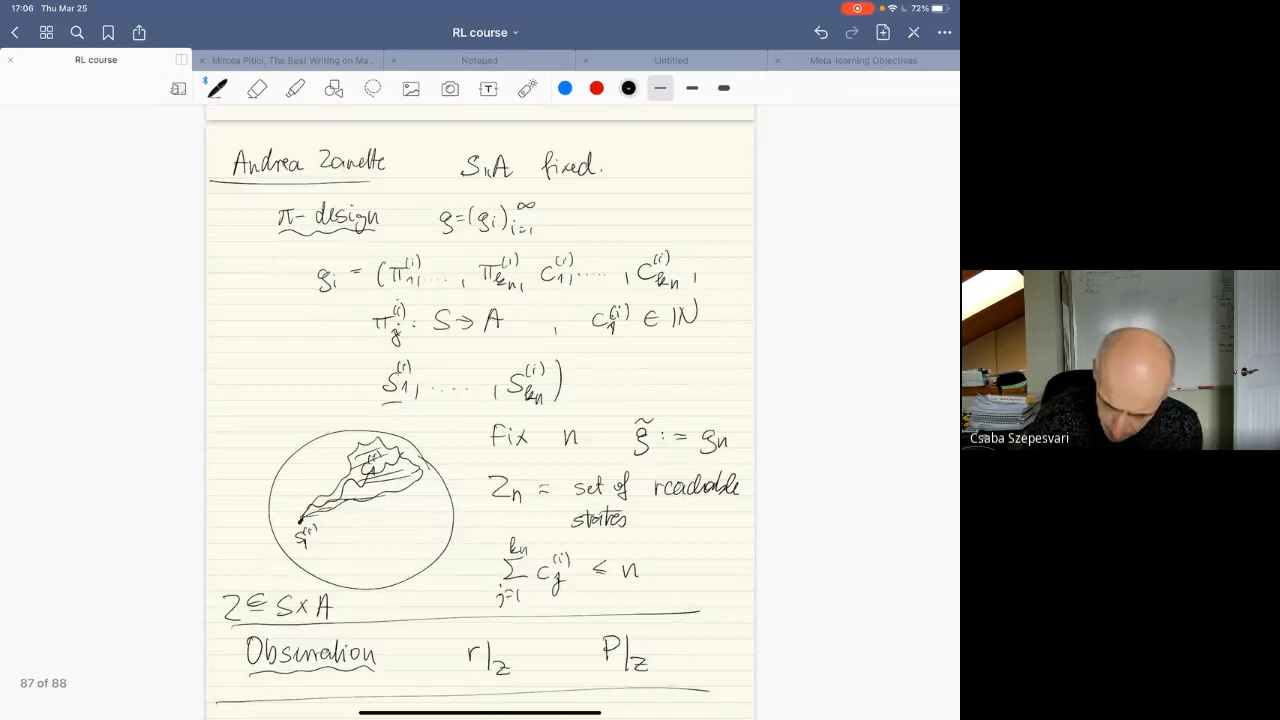 17:06 Thu Mar 25
72%
RL course
RL course
Mircea Pitici, The Best Writing on Ma...
Notepad
Untitled
Meta-learning Objectives
Andrea Zanette S, A fixed.
π-design g = (g_i)_{i=1}^∞
g_i = (π_1^{(i)}, ...., π_{k_n}^{(i)}, c_1^{(i)}, ....., c_{k_n}^{(i)},
π_j^{(i)}: S → A , c_j^{(i)} ∈ ℕ
s_1^{(i)}, ....., s_{k_n}^{(i)})
fix n g̃ := g_n
Z_n = set of reachable
states
s_1^{(i)}
∑_{j=1}^{k_n} c_j^{(i)} ≤ n
Z ⊆ S×A
Observation r|_Z P|_Z
87 of 88
Csaba Szepesvari